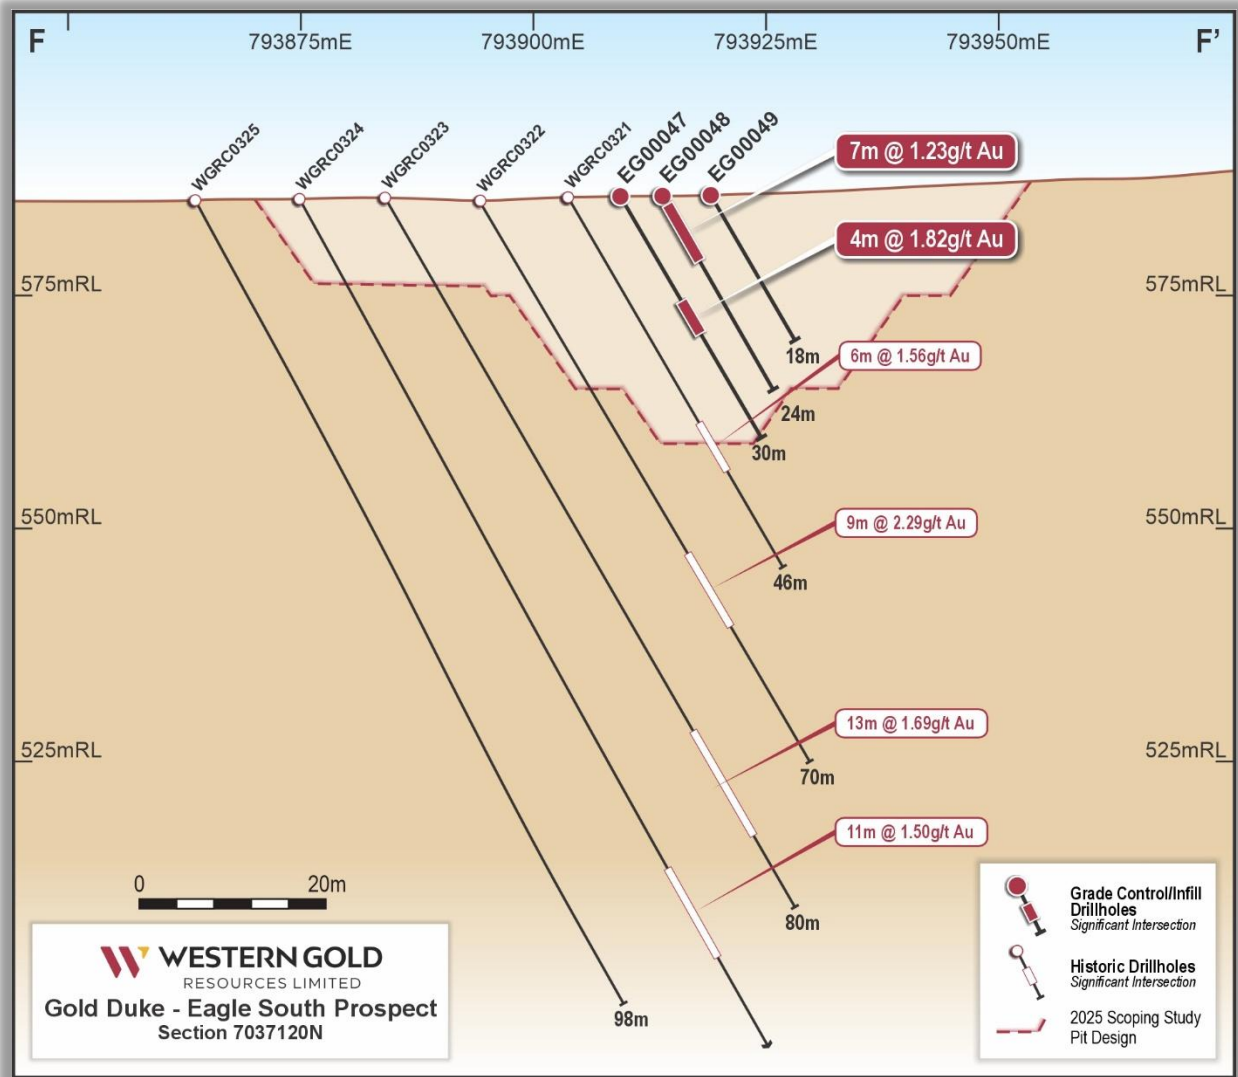 F
793875mE
793900mE
793925mE
793950mE
F'
WGRC0325
WGRC0324
WGRC0323
WGRC0322
WGRC0321
EG00047
EG00048
EG00049
7m @ 1.23g/t Au
4m @ 1.82g/t Au
575mRL
575mRL
18m
6m @ 1.56g/t Au
24m
30m
550mRL
9m @ 2.29g/t Au
550mRL
46m
525mRL
13m @ 1.69g/t Au
525mRL
70m
11m @ 1.50g/t Au
0
20m
80m
98m
WESTERN GOLD
RESOURCES LIMITED
Gold Duke - Eagle South Prospect
Section 7037120N
Grade Control/Infill
Drillholes
Significant Intersection
Historic Drillholes
Significant Intersection
2025 Scoping Study
Pit Design